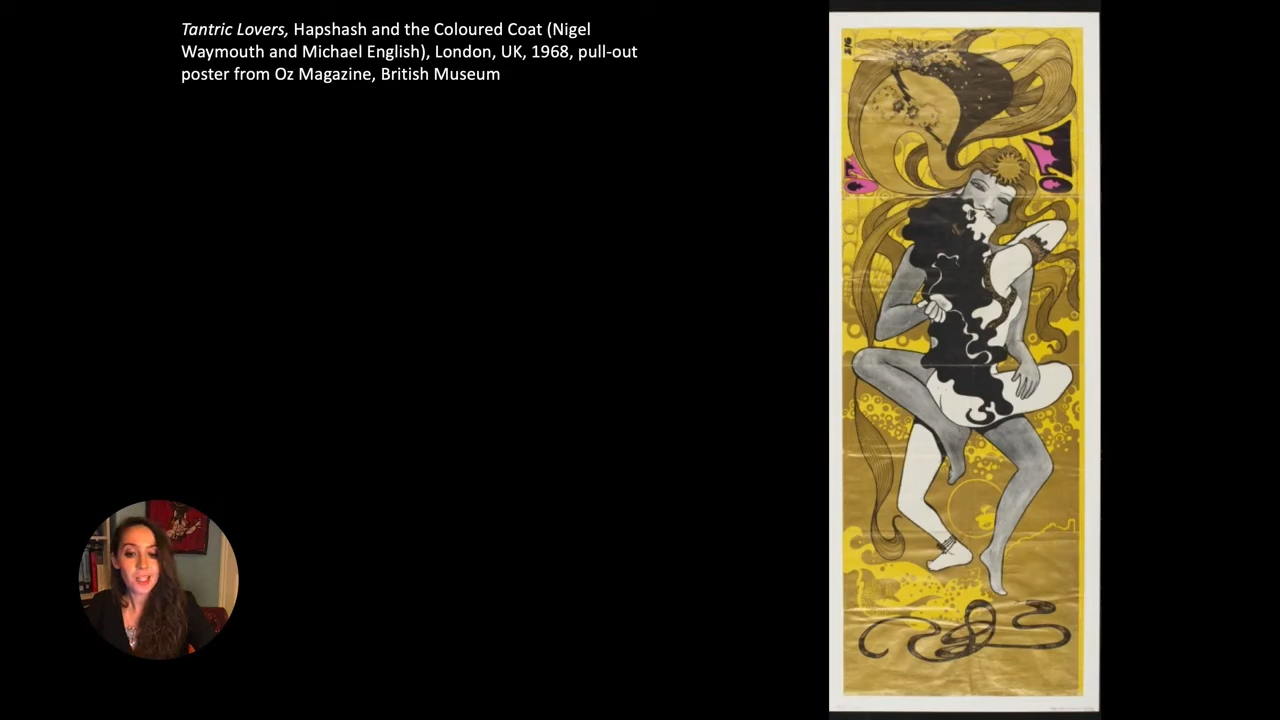 Tantric Lovers, Hapshash and the Coloured Coat (Nigel
Waymouth and Michael English), London, UK, 1968, pull-out
poster from Oz Magazine, British Museum